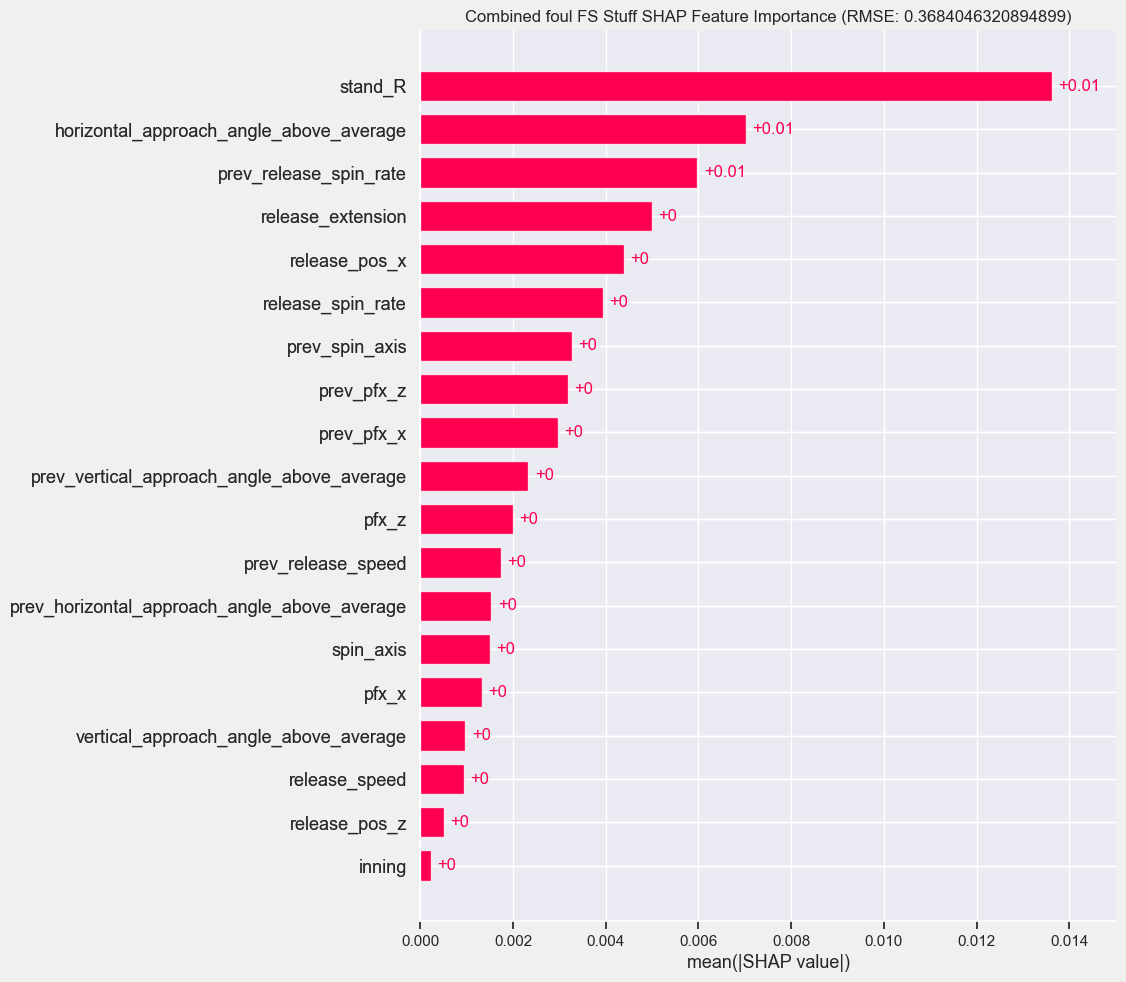 Combined foul FS Stuff SHAP Feature Importance (RMSE: 0.3684046320894899)
stand_R +0.01
horizontal_approach_angle_above_average +0.01
prev_release_spin_rate +0.01
release_extension +0
release_pos_x +0
release_spin_rate +0
prev_spin_axis +0
prev_pfx_z +0
prev_pfx_x +0
prev_vertical_approach_angle_above_average +0
pfx_z +0
prev_release_speed +0
prev_horizontal_approach_angle_above_average +0
spin_axis +0
pfx_x +0
vertical_approach_angle_above_average +0
release_speed +0
release_pos_z +0
inning +0
0.000 0.002 0.004 0.006 0.008 0.010 0.012 0.014
mean(|SHAP value|)